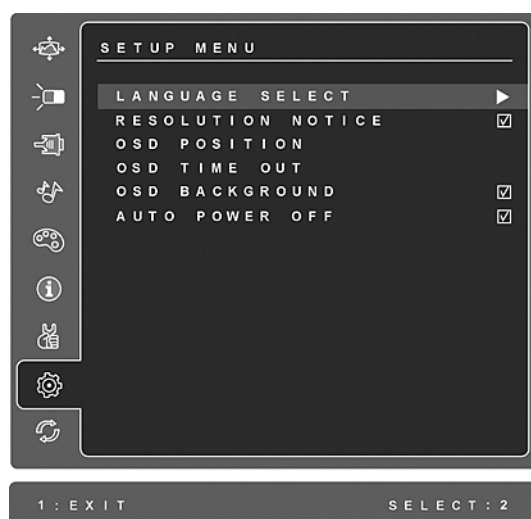 SETUP MENU
LANGUAGE SELECT
RESOLUTION NOTICE
OSD POSITION
OSD TIME OUT
OSD BACKGROUND
AUTO POWER OFF
1:EXIT SELECT:2